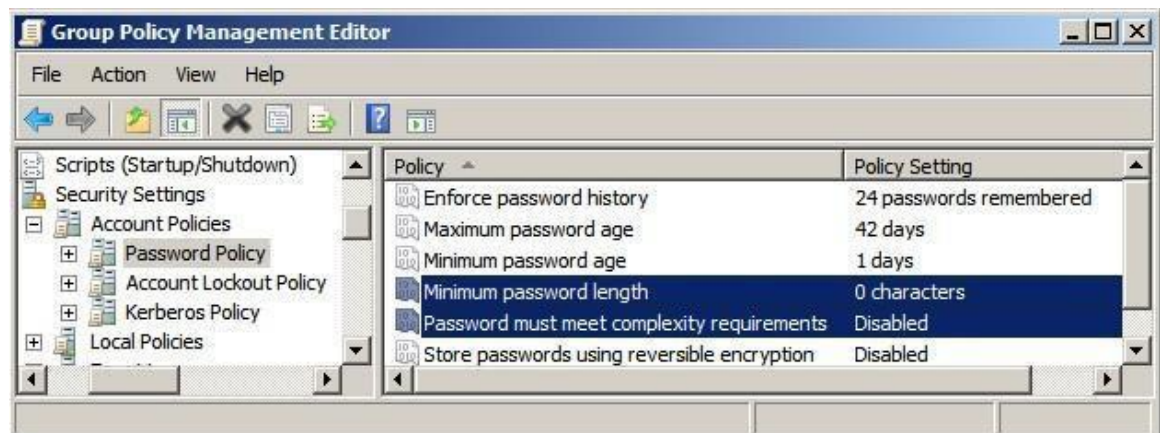 Group Policy Management Editor
File Action View Help
Scripts (Startup/Shutdown)
Security Settings
Account Policies
Password Policy
Account Lockout Policy
Kerberos Policy
Local Policies
Policy Policy Setting
Enforce password history 24 passwords remembered
Maximum password age 42 days
Minimum password age 1 days
Minimum password length 0 characters
Password must meet complexity requirements Disabled
Store passwords using reversible encryption Disabled